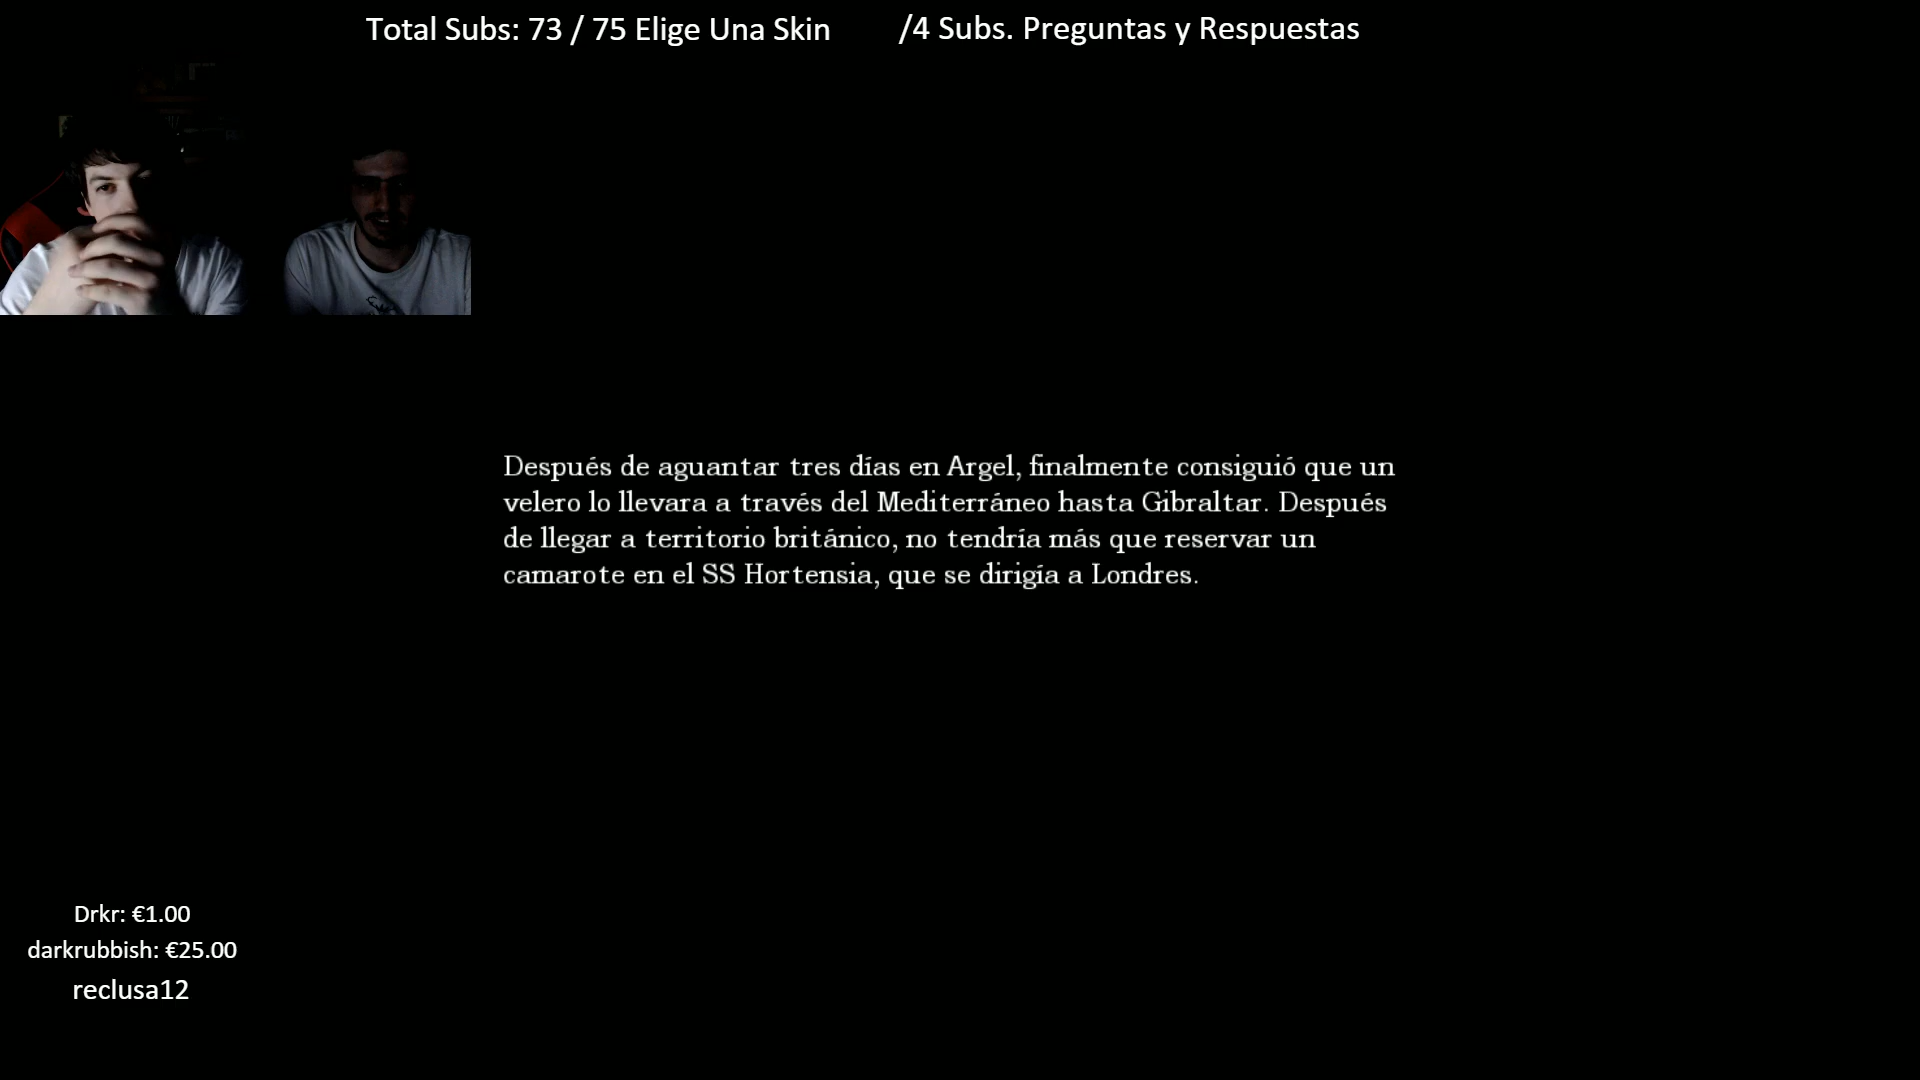 Total Subs: 73 / 75 Elige Una Skin
/4 Subs. Preguntas y Respuestas
Después de aguantar tres días en Argel, finalmente consiguió que un
velero lo llevara a través del Mediterráneo hasta Gibraltar. Después
de llegar a territorio británico, no tendría más que reservar un
camarote en el SS Hortensia, que se dirigía a Londres.
Drkr: €1.00
darkrubbish: €25.00
reclusa12